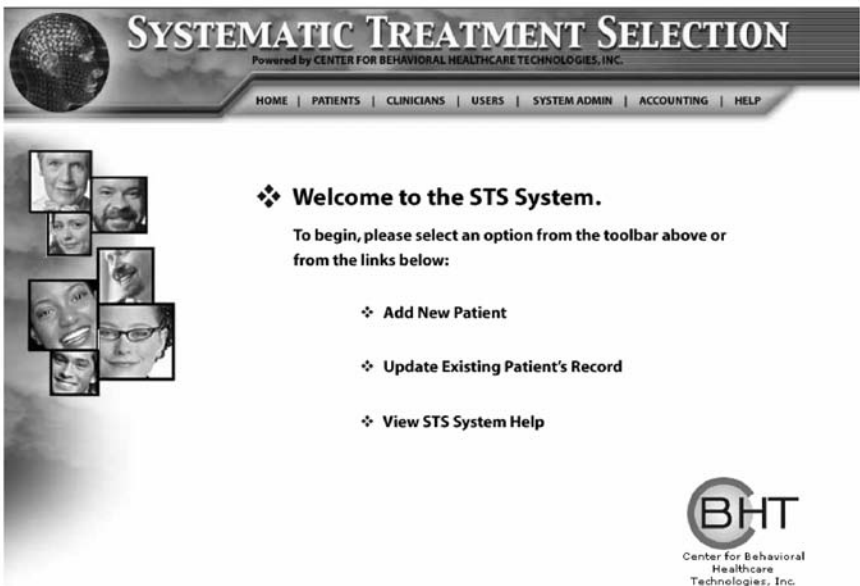 SYSTEMATIC TREATMENT SELECTION
Powered by CENTER FOR BEHAVIORAL HEALTHCARE TECHNOLOGIES, INC.
HOME | PATIENTS | CLINICIANS | USERS | SYSTEM ADMIN | ACCOUNTING | HELP
❖ Welcome to the STS System.
To begin, please select an option from the toolbar above or
from the links below:
❖ Add New Patient
❖ Update Existing Patient's Record
❖ View STS System Help
CBHT
Center for Behavioral
Healthcare
Technologies, Inc.